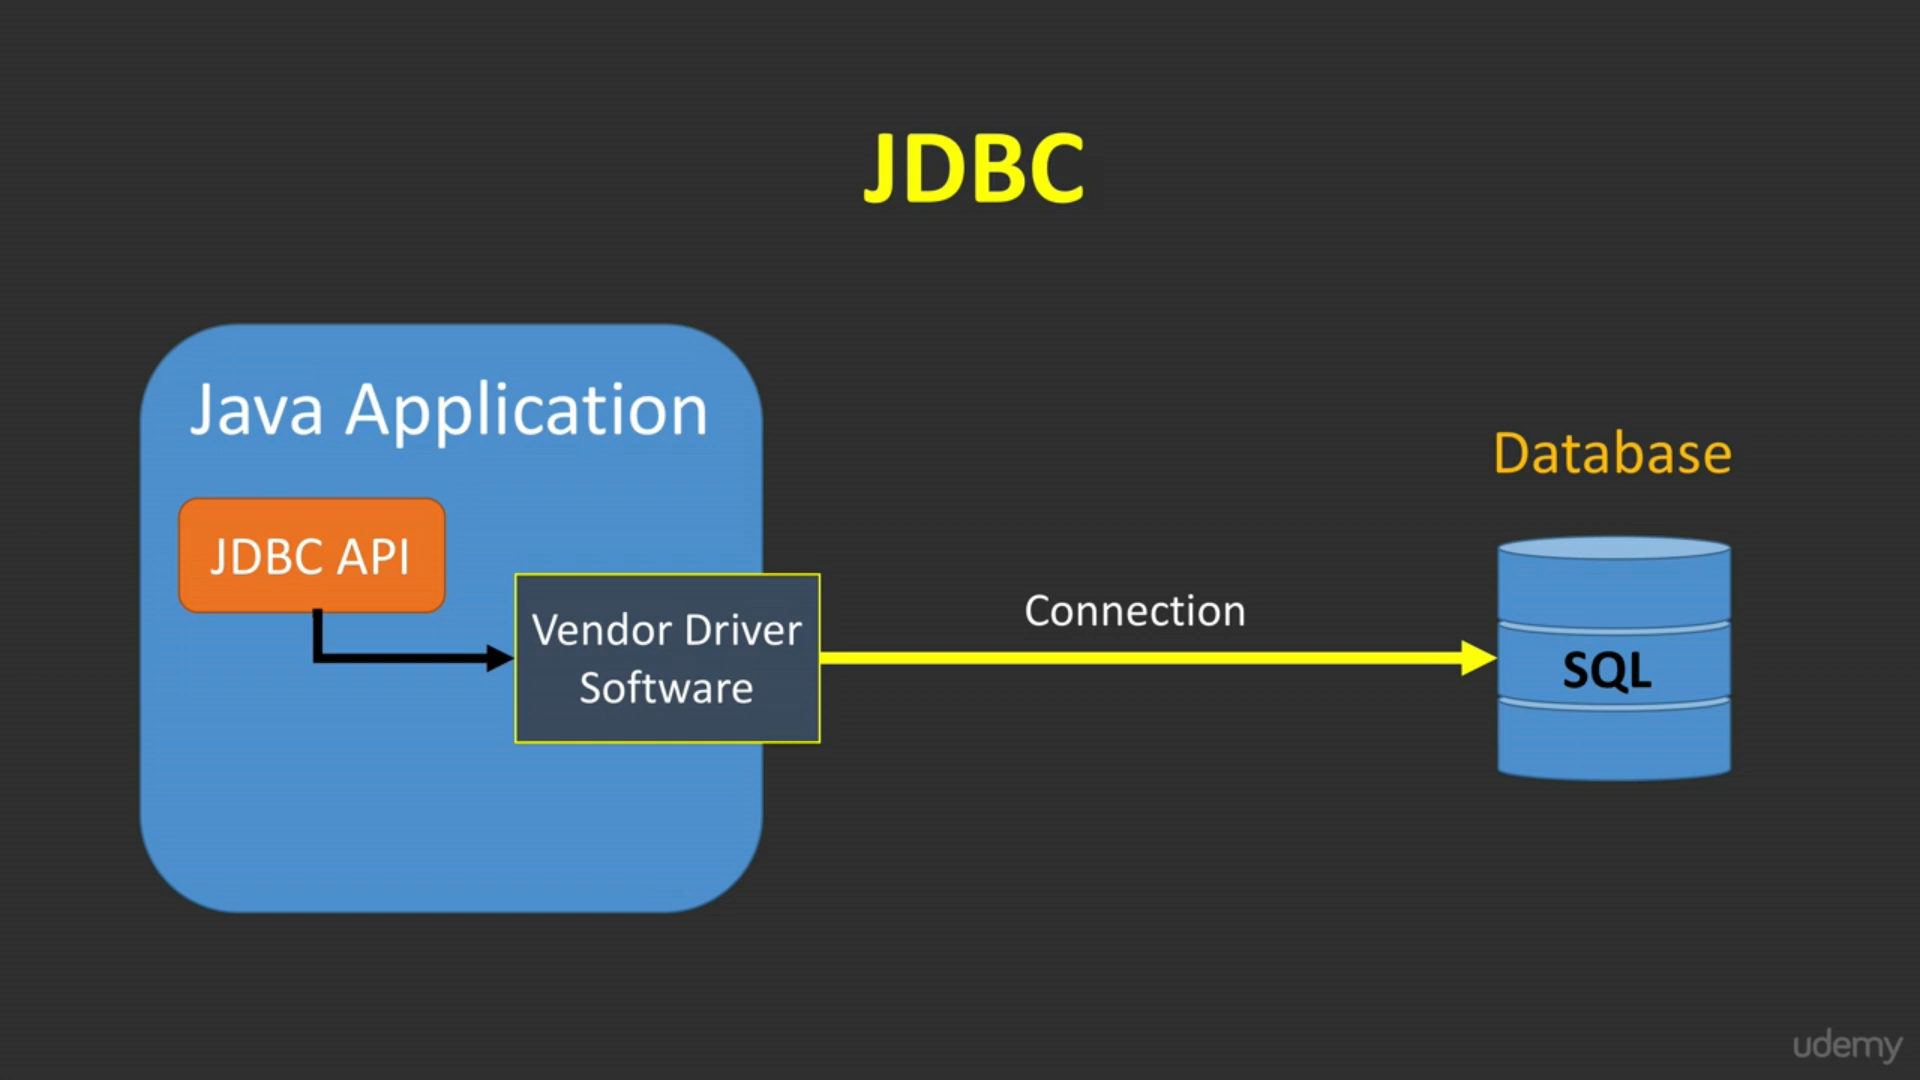 JDBC
Java Application
JDBC API
Vendor Driver
Software
Connection
Database
SQL
udemy